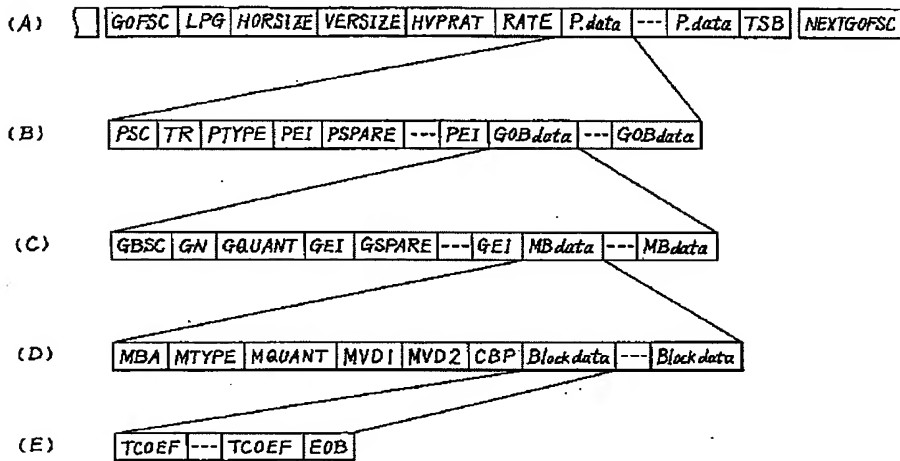 (A) GOFSC LPG HORSIZE VERSIZE HVPRAT RATE P.data --- P.data TSB NEXTGOFSC
(B) PSC TR PTYPE PEI PSPARE --- PEI GOBdata --- GOBdata
(C) GBSC GN GQUANT GEI GSPARE --- GEI MBdata --- MBdata
(D) MBA MTYPE MQUANT MVD1 MVD2 CBP Blockdata --- Blockdata
(E) TCOEF --- TCOEF EOB